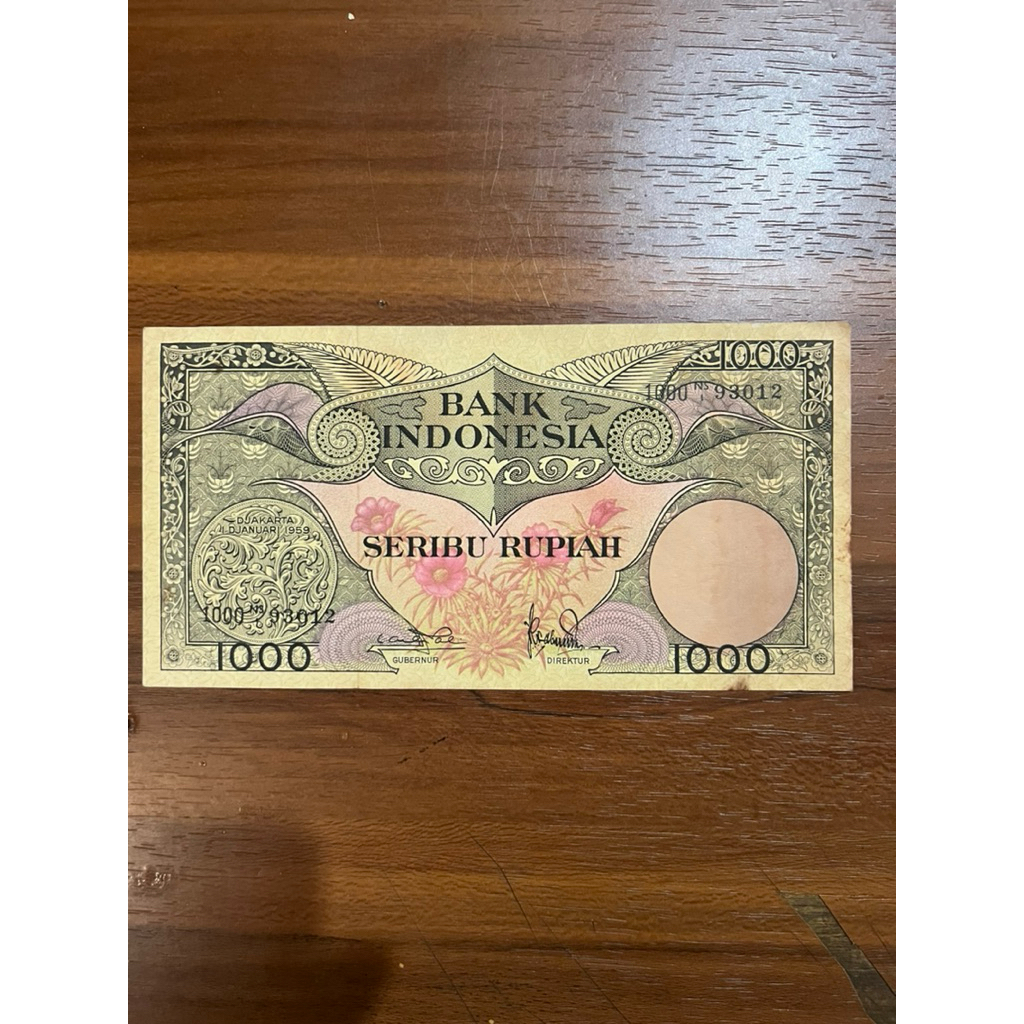 1000
1000 NS 93012
BANK
INDONESIA
DJAKARTA
1 DJANUARI 1959
SERIBU RUPIAH
1000 NS 93012
1000
GUBERNUR
DIREKTUR
1000